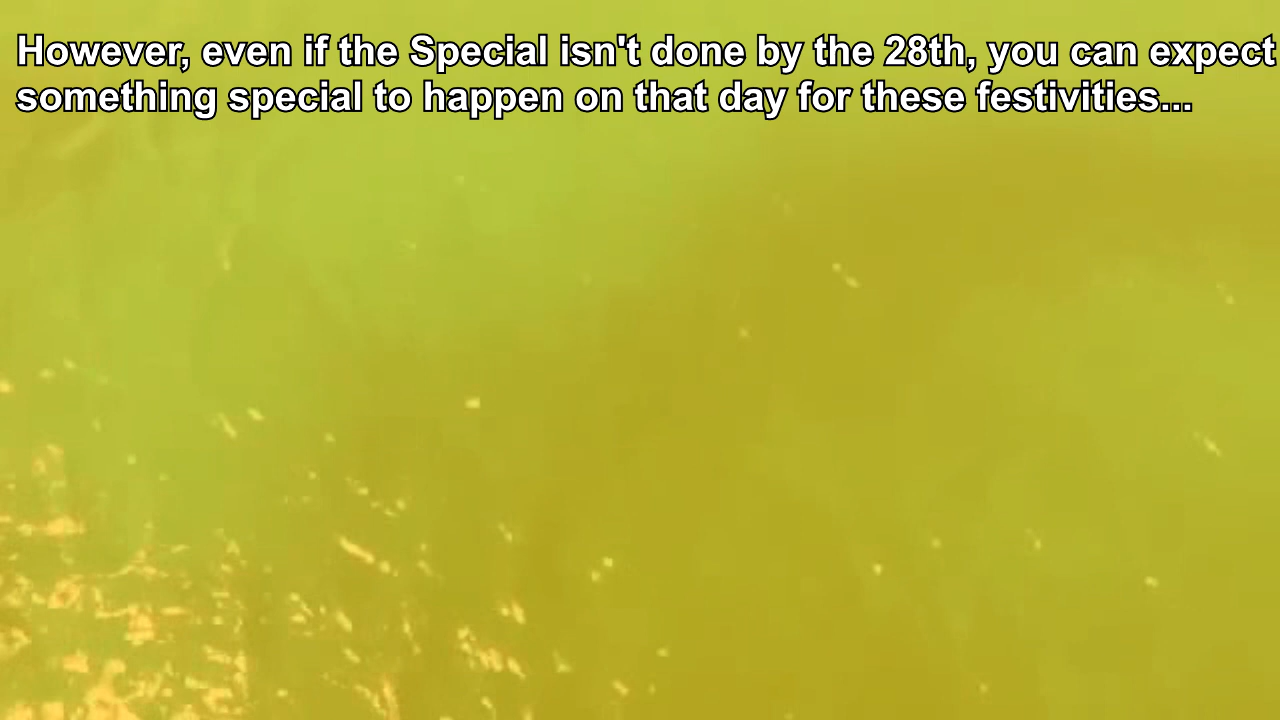 However, even if the Special isn't done by the 28th, you can expect
something special to happen on that day for these festivities...